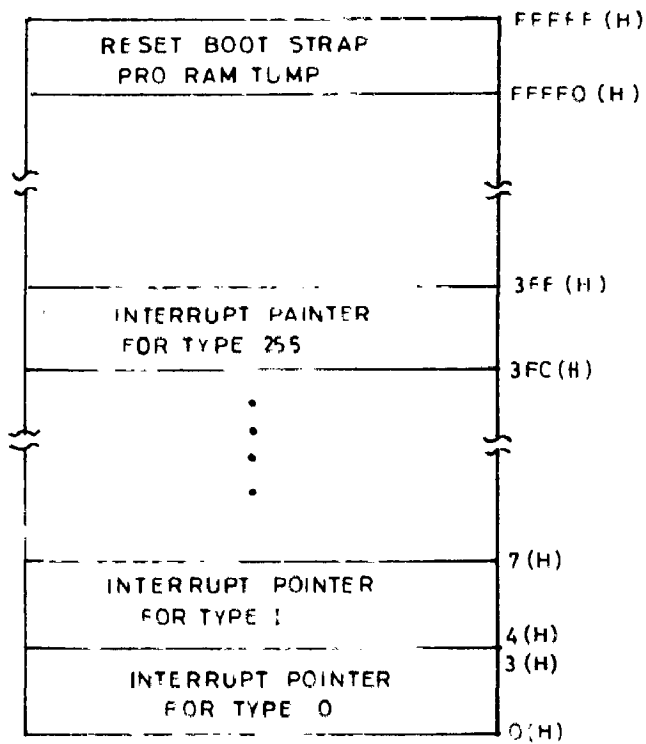 FFFFF (H)
RESET BOOT STRAP
PRO RAM TUMP
FFFF0 (H)
3FF (H)
INTERRUPT PAINTER
FOR TYPE 255
3FC (H)
7 (H)
INTERRUPT POINTER
FOR TYPE 1
4 (H)
3 (H)
INTERRUPT POINTER
FOR TYPE 0
0 (H)